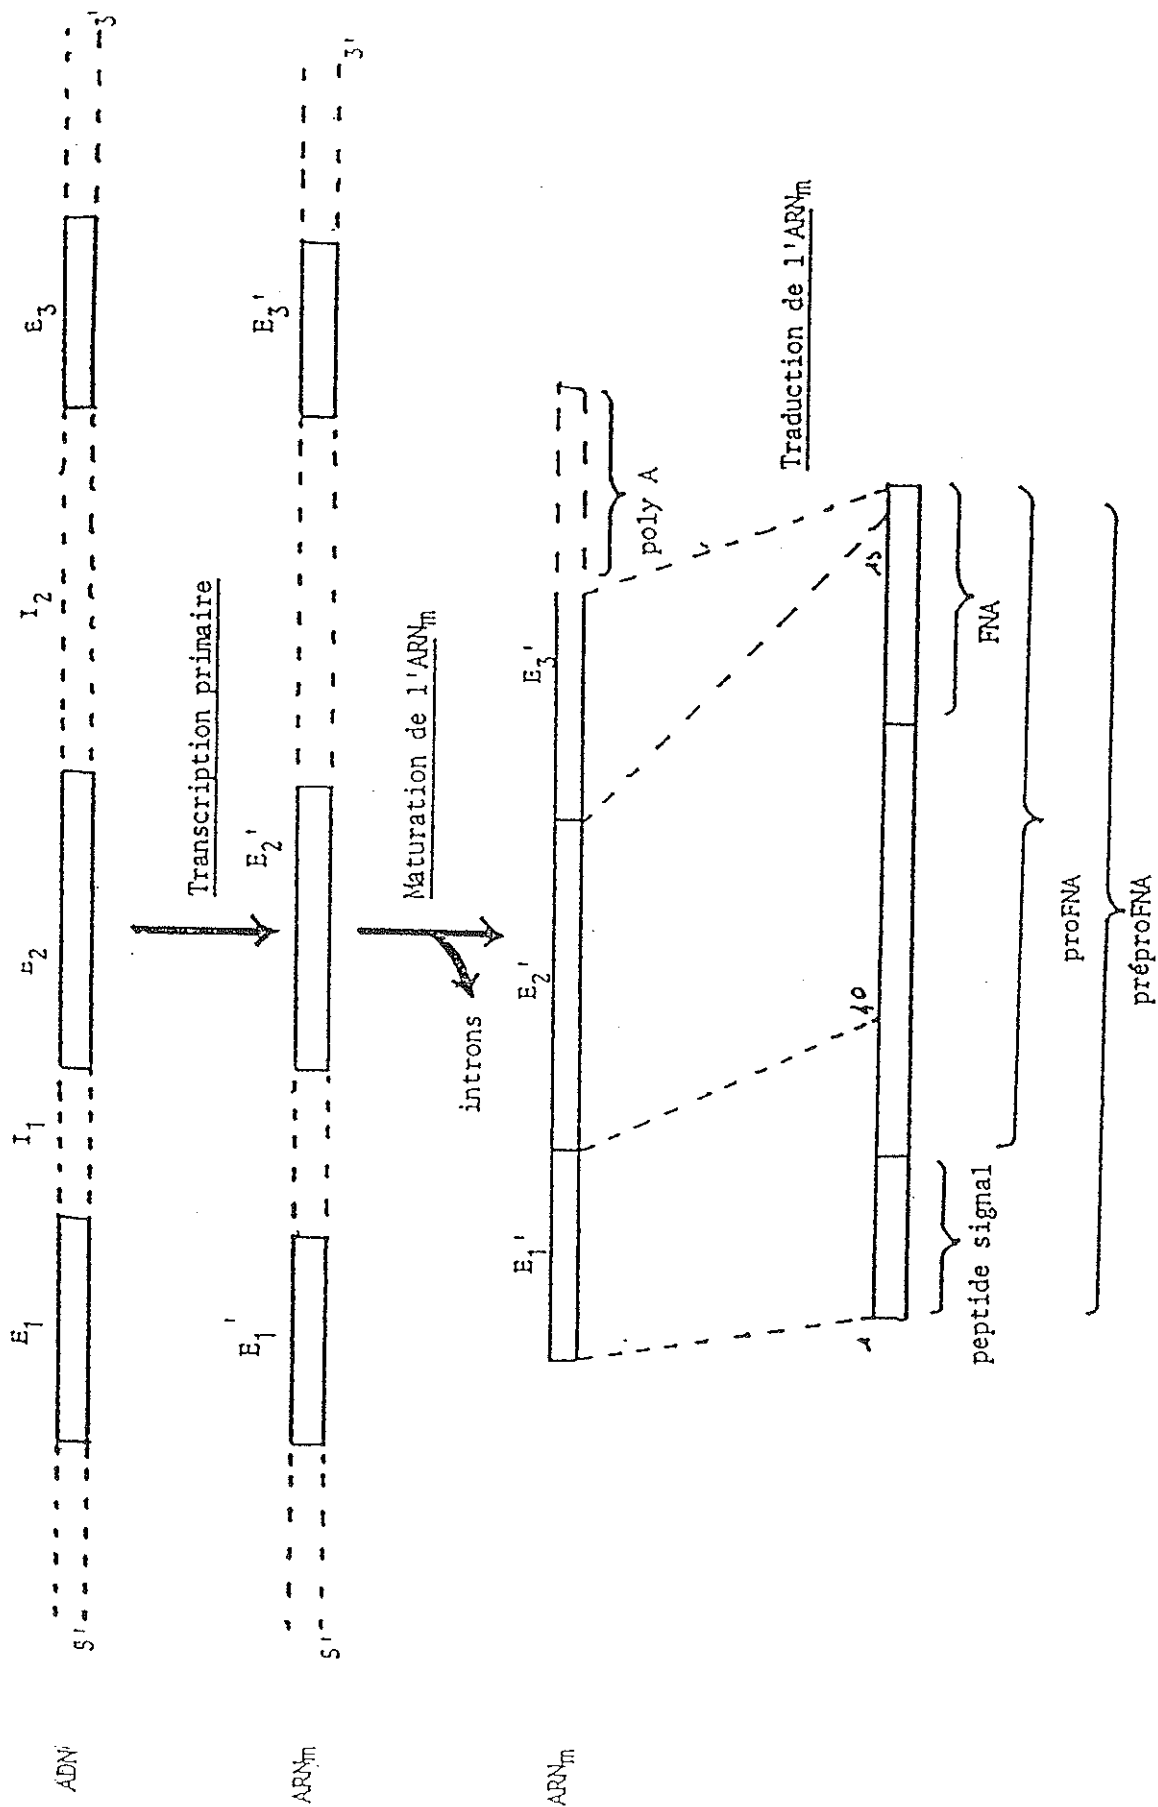 ADN
5'
E1
I1
E2
I2
E3
3'
Transcription primaire
ARNm
5'
E1'
E2'
E3'
3'
Maturation de l'ARNm
introns
ARNm
E1'
E2'
E3'
poly A
Traduction de l'ARNm
1
40
peptide signal
FNA
proFNA
préproFNA